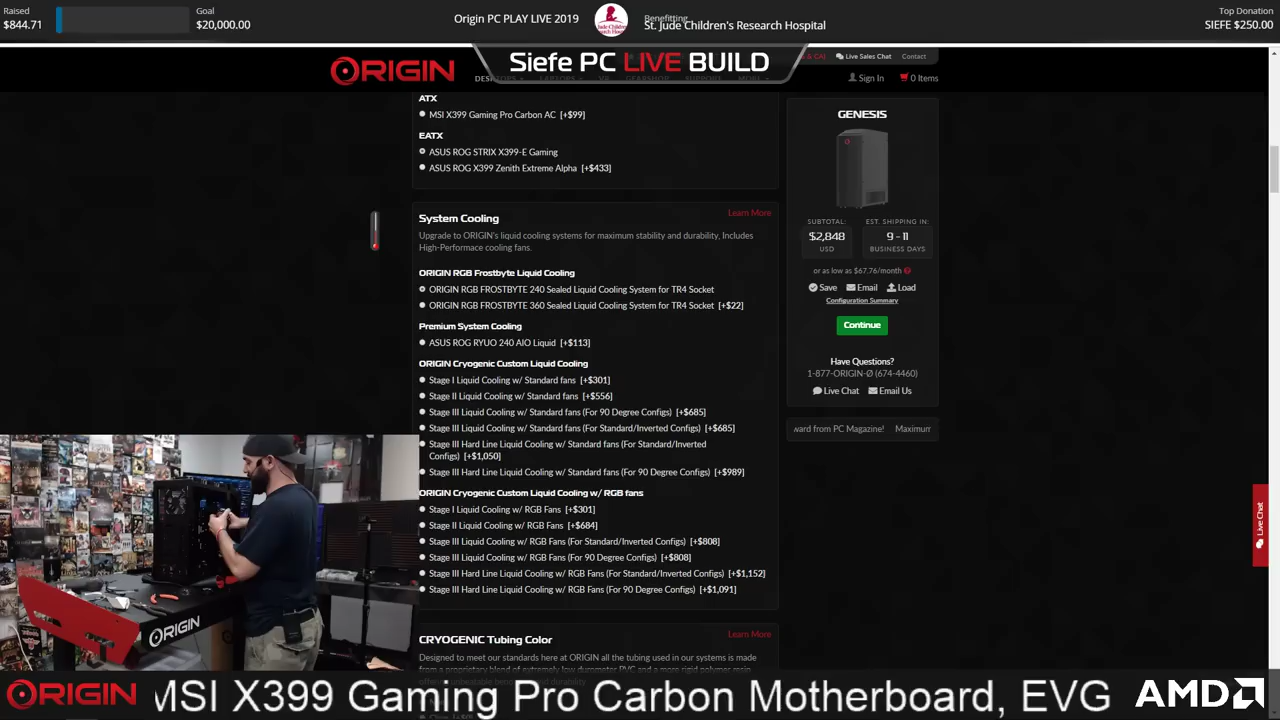 Raised
$844.71
Goal
$20,000.00
Origin PC PLAY LIVE 2019
Benefitting
St. Jude Children's Research Hospital
Top Donation
SIEFE $250.00
Siefe PC LIVE BUILD
ORIGIN
Live Sales Chat
Contact
Sign In
0 Items
ATX
MSI X399 Gaming Pro Carbon AC [+$99]
EATX
ASUS ROG STRIX X399-E Gaming
ASUS ROG X399 Zenith Extreme Alpha [+$433]
System Cooling
Learn More
Upgrade to ORIGIN's liquid cooling systems for maximum stability and durability, Includes
High-Performace cooling fans.
ORIGIN RGB Frostbyte Liquid Cooling
ORIGIN RGB FROSTBYTE 240 Sealed Liquid Cooling System for TR4 Socket
ORIGIN RGB FROSTBYTE 360 Sealed Liquid Cooling System for TR4 Socket [+$22]
Premium System Cooling
ASUS ROG RYUO 240 AIO Liquid [+$113]
ORIGIN Cryogenic Custom Liquid Cooling
Stage I Liquid Cooling w/ Standard fans [+$301]
Stage II Liquid Cooling w/ Standard fans [+$556]
Stage III Liquid Cooling w/ Standard fans (For 90 Degree Configs) [+$685]
Stage III Liquid Cooling w/ Standard fans (For Standard/Inverted Configs) [+$685]
Stage III Hard Line Liquid Cooling w/ Standard fans (For Standard/Inverted
Configs) [+$1,050]
Stage III Hard Line Liquid Cooling w/ Standard fans (For 90 Degree Configs) [+$989]
ORIGIN Cryogenic Custom Liquid Cooling w/ RGB fans
Stage I Liquid Cooling w/ RGB Fans [+$301]
Stage II Liquid Cooling w/ RGB Fans [+$684]
Stage III Liquid Cooling w/ RGB Fans (For Standard/Inverted Configs) [+$808]
Stage III Liquid Cooling w/ RGB Fans (For 90 Degree Configs) [+$808]
Stage III Hard Line Liquid Cooling w/ RGB Fans (For Standard/Inverted Configs) [+$1,152]
Stage III Hard Line Liquid Cooling w/ RGB Fans (For 90 Degree Configs) [+$1,091]
CRYOGENIC Tubing Color
Learn More
Designed to meet our standards here at ORIGIN all the tubing used in our systems is made
GENESIS
SUBTOTAL:
$2,848
USD
EST. SHIPPING IN:
9 - 11
BUSINESS DAYS
or as low as $67.76/month
Save
Email
Load
Configuration Summary
Continue
Have Questions?
1-877-ORIGIN-Ø (674-4460)
Live Chat
Email Us
ward from PC Magazine!
Maximum
Live Chat
ORIGIN
ORIGIN
MSI X399 Gaming Pro Carbon Motherboard, EVG
AMD